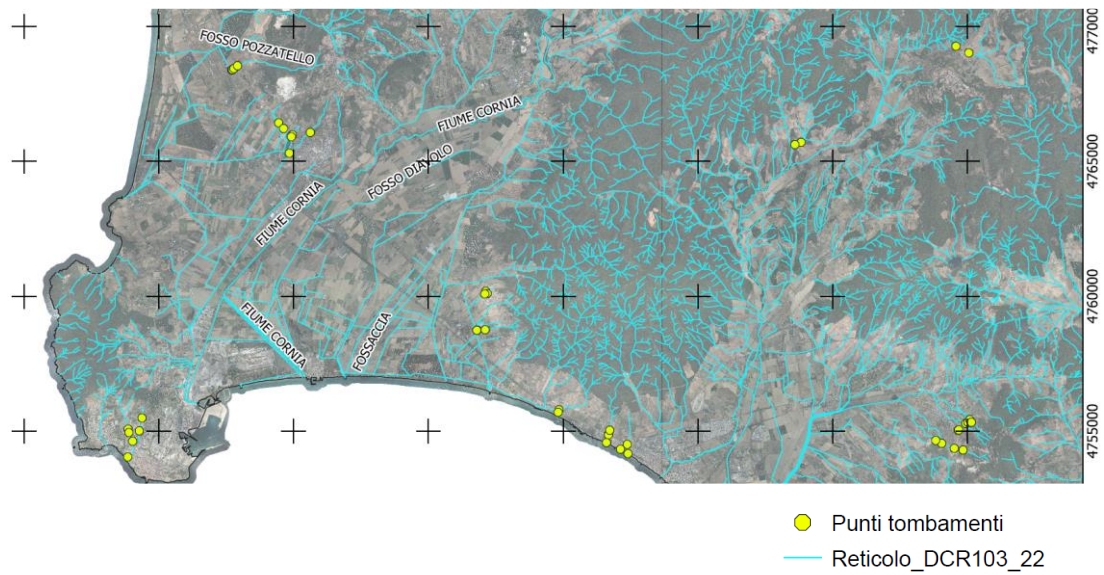 FOSSO POZZATELLO
4770000
FIUME CORNIA
FOSSO DIAVOLO
4765000
FIUME CORNIA
FIUME CORNIA
FOSSACCIA
4760000
4755000
Punti tombamenti
Reticolo_DCR103_22